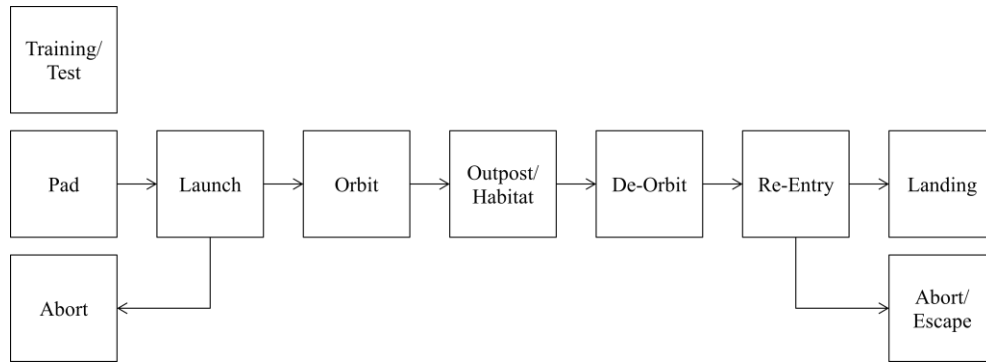 Training/
Test
Pad
Launch
Orbit
Outpost/
Habitat
De-Orbit
Re-Entry
Landing
Abort
Abort/
Escape